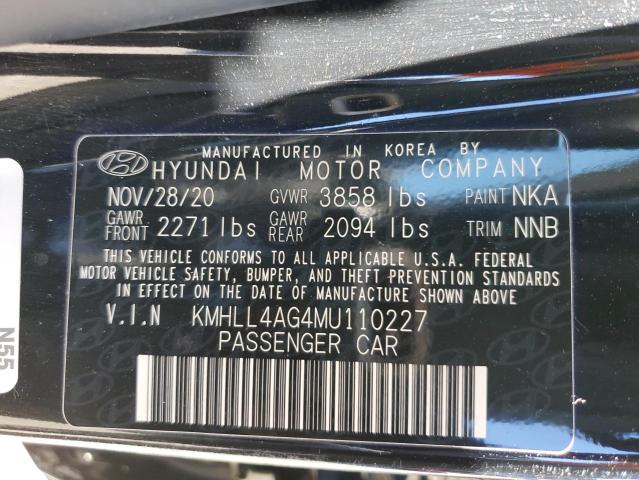 MANUFACTURED IN KOREA BY
HYUNDAI MOTOR COMPANY
NOV/28/20 GVWR 3858 lbs PAINT NKA
GAWR FRONT 2271 lbs GAWR REAR 2094 lbs TRIM NNB
THIS VEHICLE CONFORMS TO ALL APPLICABLE U.S.A. FEDERAL
MOTOR VEHICLE SAFETY, BUMPER, AND THEFT PREVENTION STANDARDS
IN EFFECT ON THE DATE OF MANUFACTURE SHOWN ABOVE
V.I.N KMHLL4AG4MU110227
PASSENGER CAR
N55